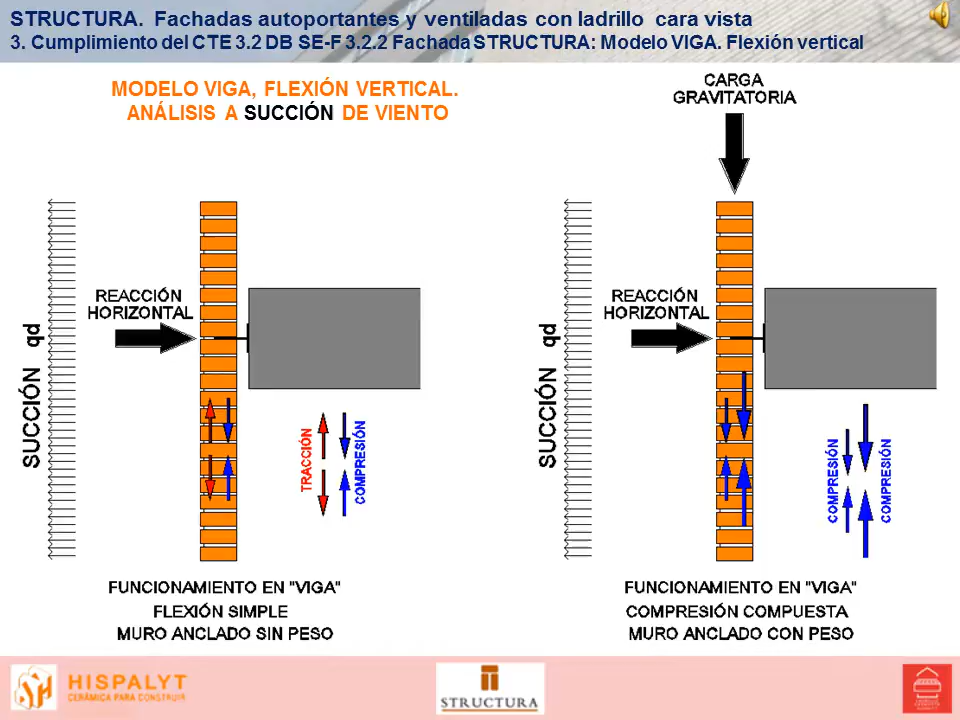 STRUCTURA. Fachadas autoportantes y ventiladas con ladrillo cara vista
3. Cumplimiento del CTE 3.2 DB SE-F 3.2.2 Fachada STRUCTURA: Modelo VIGA. Flexión vertical
MODELO VIGA, FLEXIÓN VERTICAL.
ANÁLISIS A SUCCIÓN DE VIENTO
SUCCIÓN qd
REACCIÓN
HORIZONTAL
TRACCIÓN
COMPRESIÓN
FUNCIONAMIENTO EN "VIGA"
FLEXIÓN SIMPLE
MURO ANCLADO SIN PESO
CARGA
GRAVITATORIA
SUCCIÓN qd
REACCIÓN
HORIZONTAL
COMPRESIÓN
COMPRESIÓN
FUNCIONAMIENTO EN "VIGA"
COMPRESIÓN COMPUESTA
MURO ANCLADO CON PESO
HISPALYT
CERÁMICA PARA CONSTRUIR
STRUCTURA